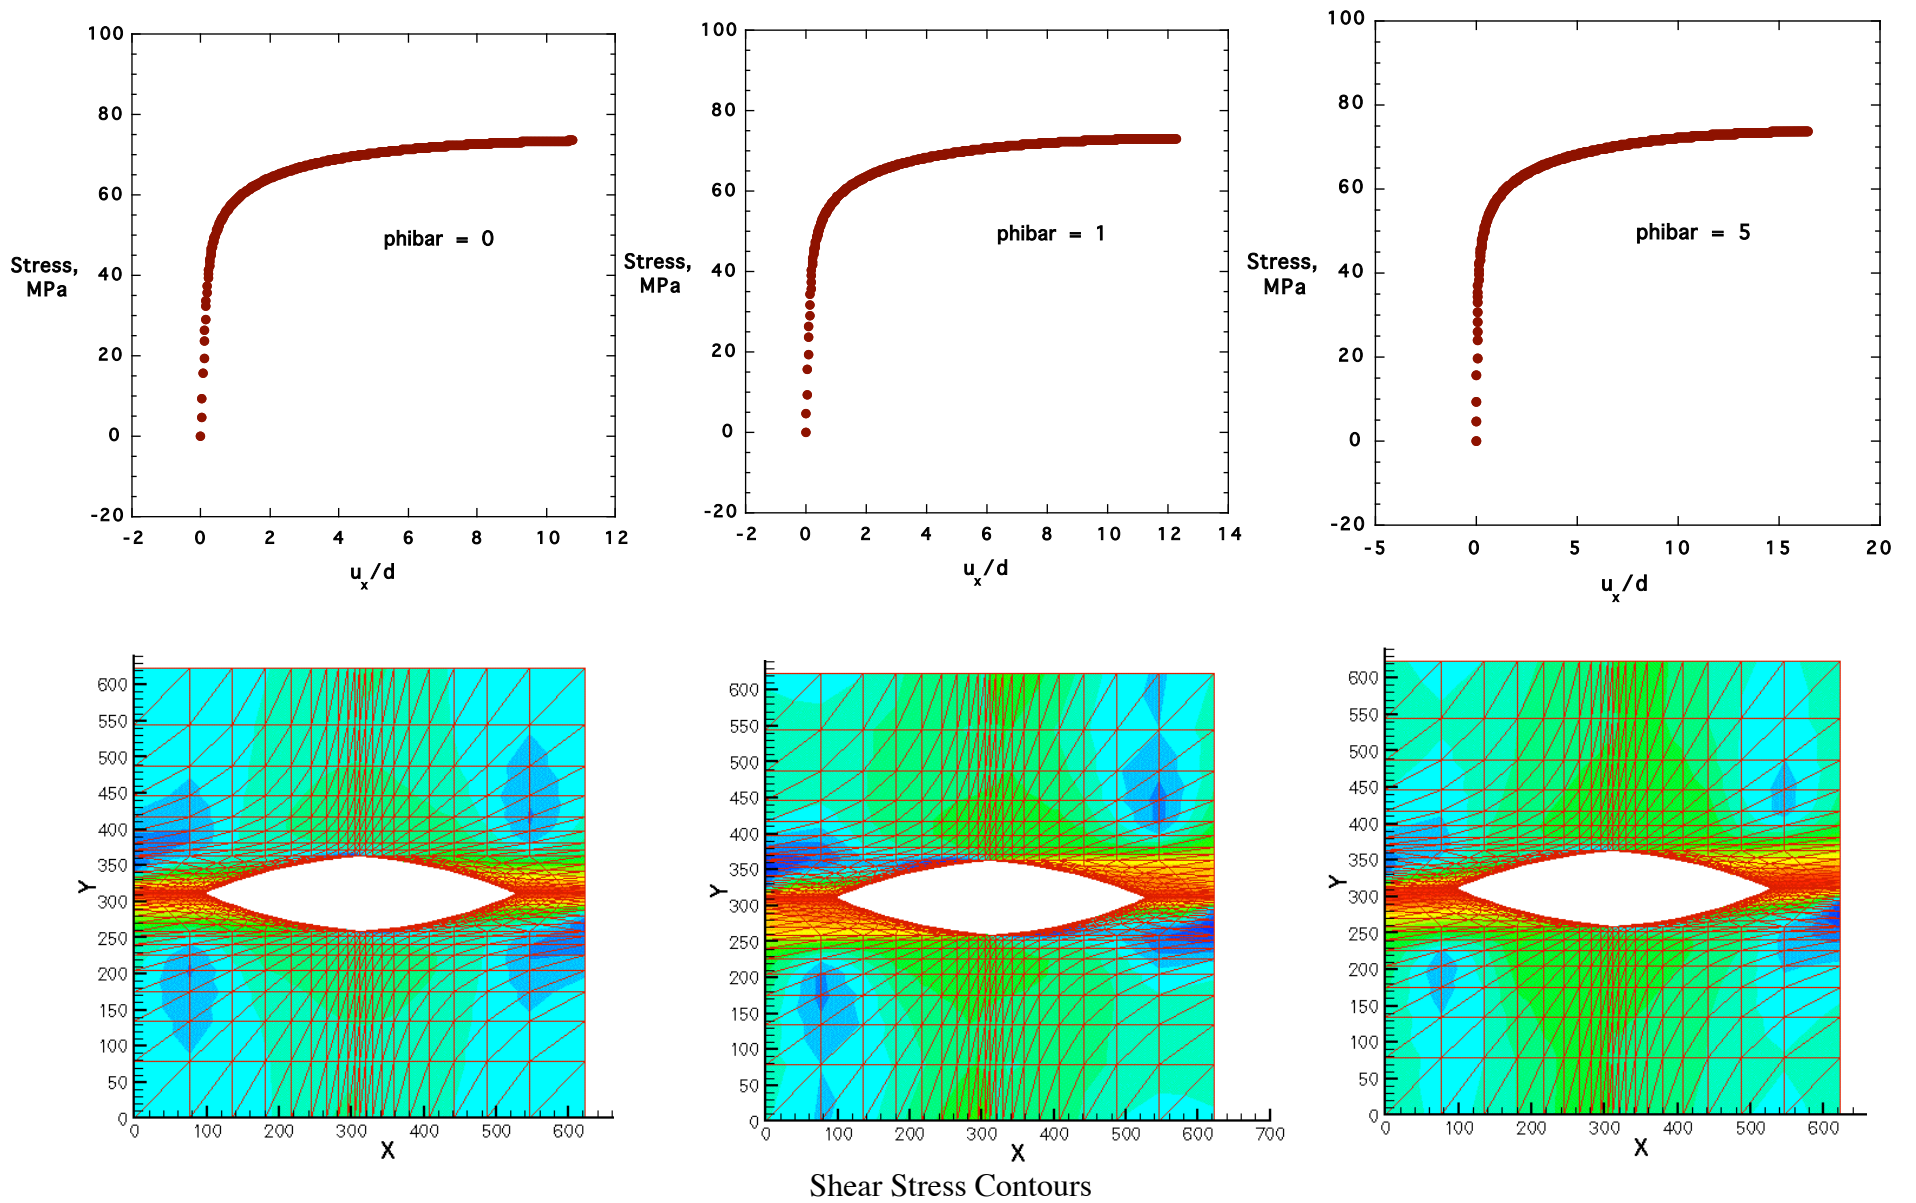 100
80
60
40
20
0
-20
Stress,
MPa
phibar = 0
-2 0 2 4 6 8 10 12
u_x/d
100
80
60
40
20
0
-20
Stress,
MPa
phibar = 1
-2 0 2 4 6 8 10 12 14
u_x/d
100
80
60
40
20
0
-20
Stress,
MPa
phibar = 5
-5 0 5 10 15 20
u_x/d
600
550
500
450
400
350
300
250
200
150
100
50
0
Y
0 100 200 300 400 500 600
X
600
550
500
450
400
350
300
250
200
150
100
50
0
Y
0 100 200 300 400 500 600 700
X
600
550
500
450
400
350
300
250
200
150
100
50
0
Y
0 100 200 300 400 500 600
X
Shear Stress Contours